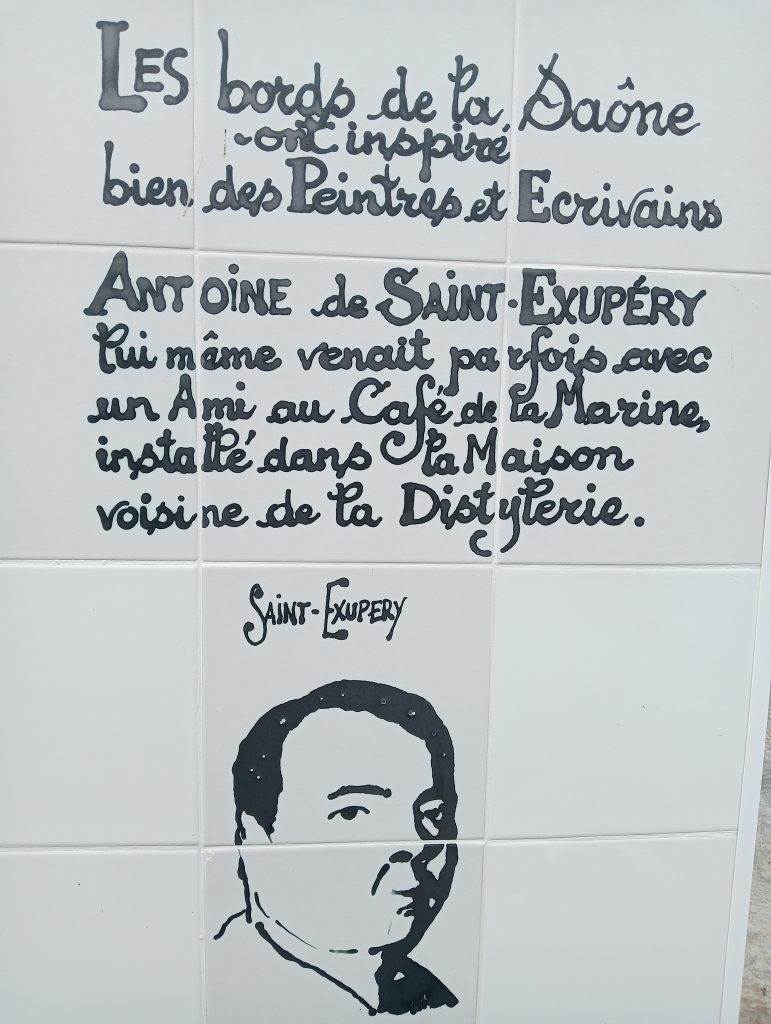 LES bords de la Saône
ont inspiré
bien des Peintres et Ecrivains
ANTOINE de SAINT-EXUPÉRY
lui même venait parfois avec
un Ami au Café de la Marine,
installé dans la Maison
voisine de la Distylerie.
SAINT-EXUPERY